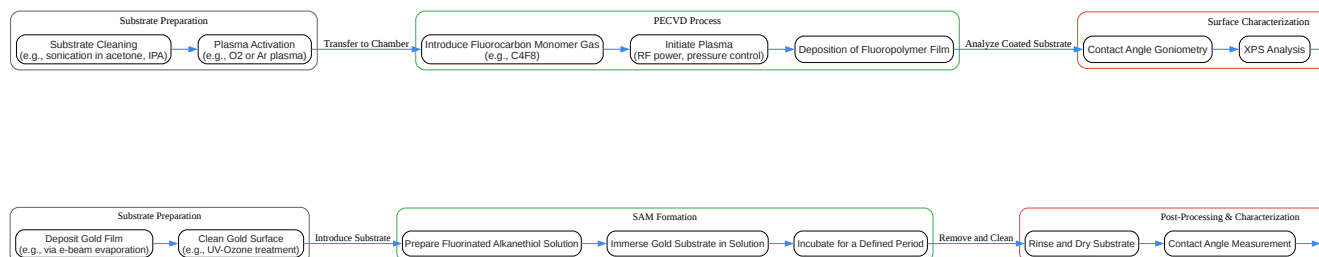 Substrate Preparation
Substrate Cleaning
(e.g., sonication in acetone, IPA)
Plasma Activation
(e.g., O2 or Ar plasma)
Transfer to Chamber
PECVD Process
Introduce Fluorocarbon Monomer Gas
(e.g., C4F8)
Initiate Plasma
(RF power, pressure control)
Deposition of Fluoropolymer Film
Analyze Coated Substrate
Surface Characterization
Contact Angle Goniometry
XPS Analysis
Substrate Preparation
Deposit Gold Film
(e.g., via e-beam evaporation)
Clean Gold Surface
(e.g., UV-Ozone treatment)
Introduce Substrate
SAM Formation
Prepare Fluorinated Alkanethiol Solution
Immerse Gold Substrate in Solution
Incubate for a Defined Period
Remove and Clean
Post-Processing & Characterization
Rinse and Dry Substrate
Contact Angle Measurement